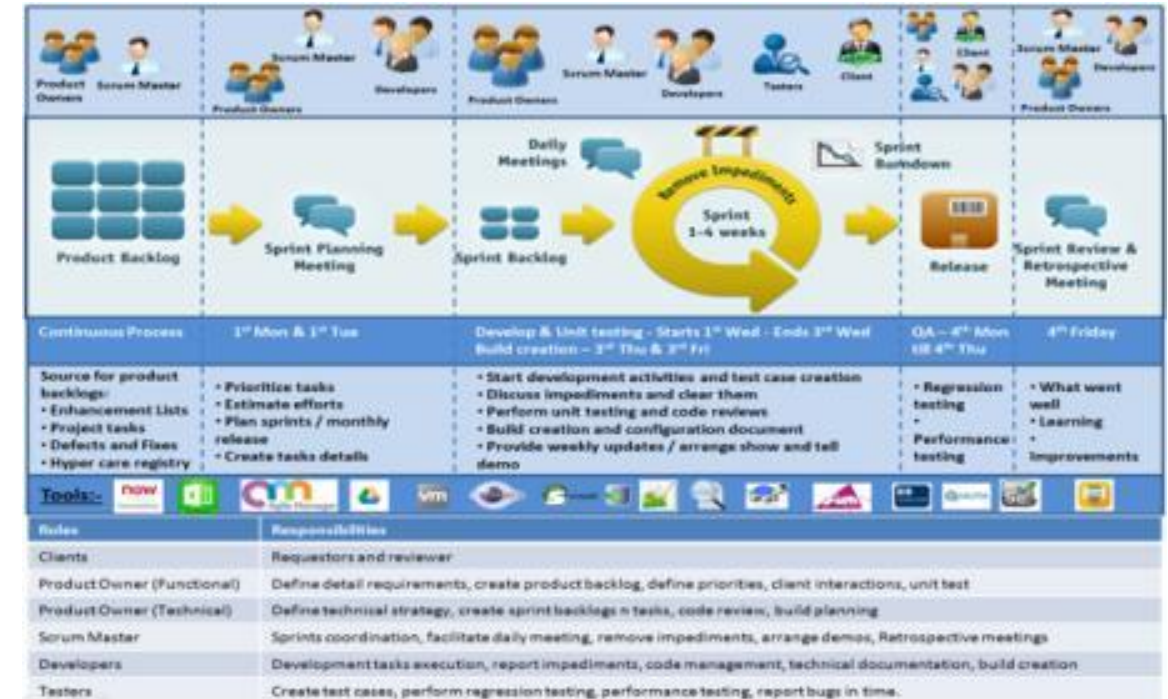 Product Owners
Scrum Master
Scrum Master
Product Owners
Developers
Product Owners
Scrum Master
Developers
Testers
Client
Client
Scrum Master
Developers
Product Owners
Product Backlog
Sprint Planning
Meeting
Daily
Meetings
Sprint Backlog
Remove Impediments
Sprint
1-4 weeks
Sprint
Burndown
Release
Sprint Review &
Retrospective
Meeting
Continuous Process
1st Mon & 1st Tue
Develop & Unit testing - Starts 1st Wed - Ends 3rd Wed
Build creation – 3rd Thu & 3rd Fri
QA – 4th Mon
till 4th Thu
4th Friday
Source for product
backlogs:
• Enhancement Lists
• Project tasks
• Defects and Fixes
• Hyper care registry
• Prioritize tasks
• Estimate efforts
• Plan sprints / monthly
release
• Create tasks details
• Start development activities and test case creation
• Discuss impediments and clear them
• Perform unit testing and code reviews
• Build creation and configuration document
• Provide weekly updates / arrange show and tell
demo
• Regression
testing
•
Performance
testing
• What went
well
• Learning
•
Improvements
Tools:-
now
Agile Manager
vm
Roles Responsibilities
Clients Requestors and reviewer
Product Owner (Functional) Define detail requirements, create product backlog, define priorities, client interactions, unit test
Product Owner (Technical) Define technical strategy, create sprint backlogs n tasks, code review, build planning
Scrum Master Sprints coordination, facilitate daily meeting, remove impediments, arrange demos, Retrospective meetings
Developers Development tasks execution, report impediments, code management, technical documentation, build creation
Testers Create test cases, perform regression testing, performance testing, report bugs in time.